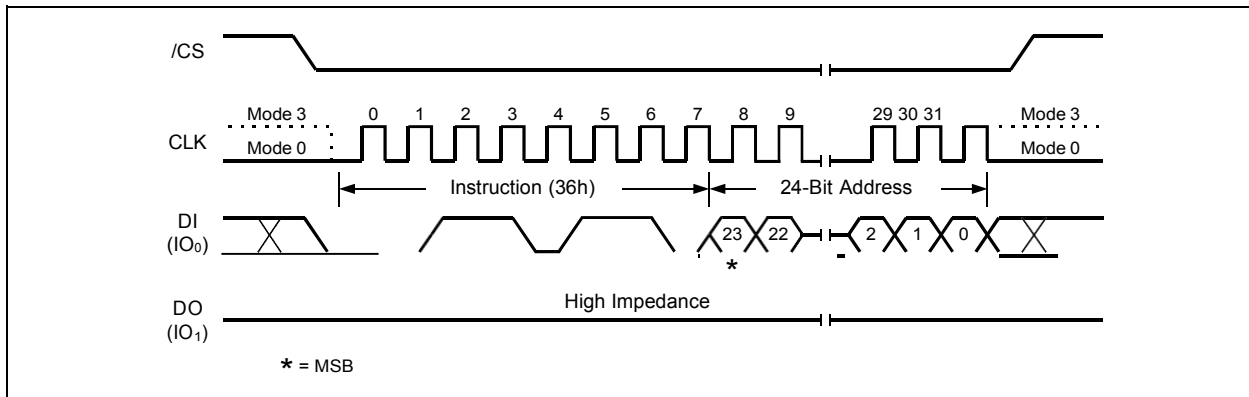 /CS
Mode 3
0 1 2 3 4 5 6 7 8 9 29 30 31
Mode 3
CLK
Mode 0
Mode 0
Instruction (36h)
24-Bit Address
DI
(IO₀)
23 22 2 1 0
*
High Impedance
DO
(IO₁)
* = MSB